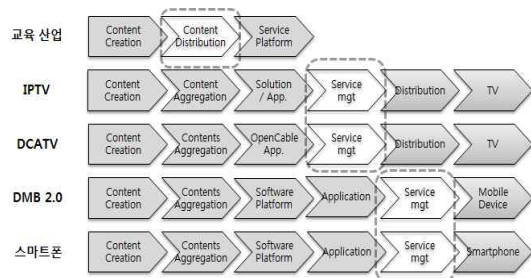 교육 산업
Content Creation
Content Distribution
Service Platform
IPTV
Content Creation
Content Aggregation
Solution / App.
Service mgt
Distribution
TV
DCATV
Content Creation
Contents Aggregation
OpenCable App.
Service mgt
Distribution
TV
DMB 2.0
Content Creation
Contents Aggregation
Software Platform
Application
Service mgt
Mobile Device
스마트폰
Content Creation
Contents Aggregation
Software Platform
Application
Service mgt
Smartphone